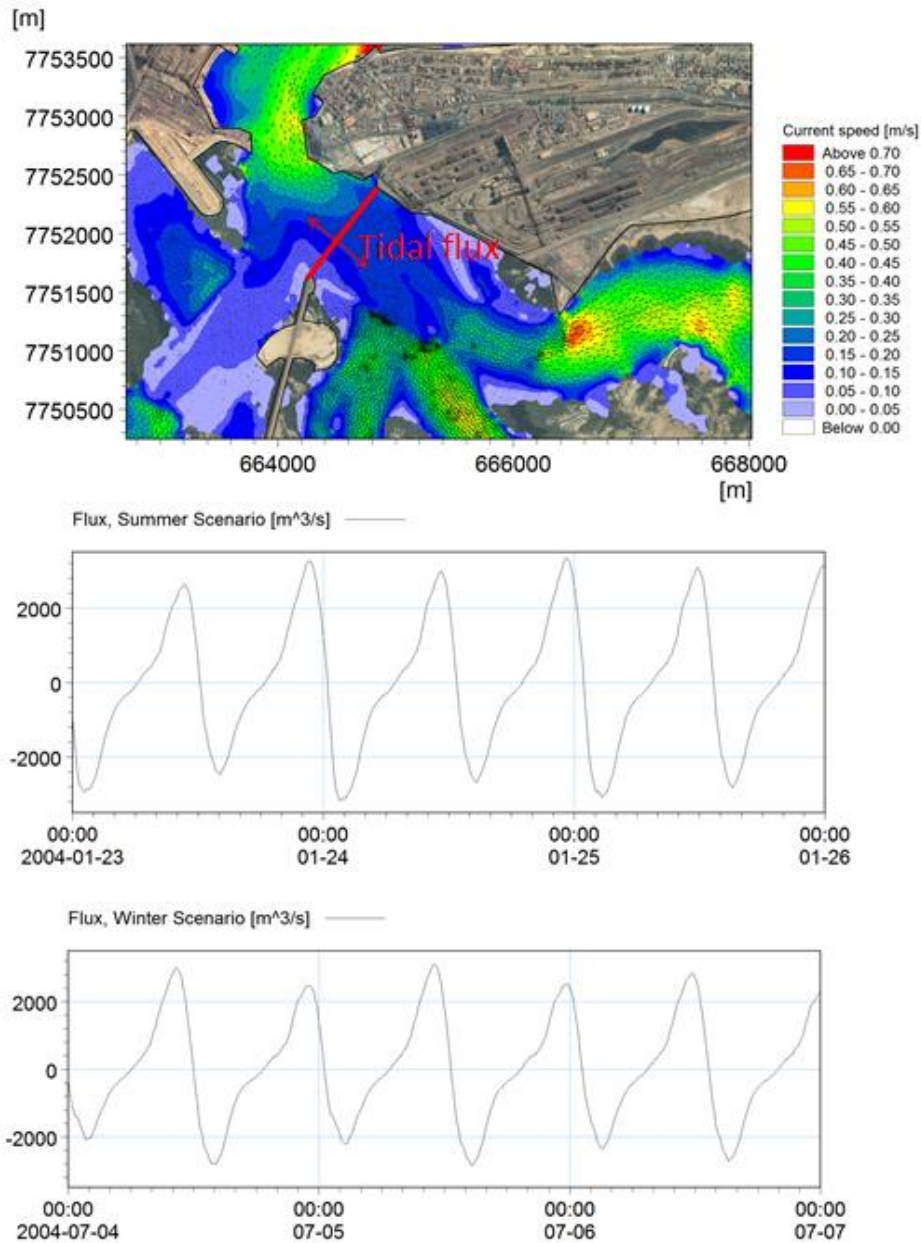 [m]
7753500
7753000
7752500
7752000
7751500
7751000
7750500
664000 666000 668000
[m]
Tidal flux
Current speed [m/s]
Above 0.70
0.65 - 0.70
0.60 - 0.65
0.55 - 0.60
0.50 - 0.55
0.45 - 0.50
0.40 - 0.45
0.35 - 0.40
0.30 - 0.35
0.25 - 0.30
0.20 - 0.25
0.15 - 0.20
0.10 - 0.15
0.05 - 0.10
0.00 - 0.05
Below 0.00
Flux, Summer Scenario [m^3/s]
2000
0
-2000
00:00 00:00 00:00 00:00
2004-01-23 01-24 01-25 01-26
Flux, Winter Scenario [m^3/s]
2000
0
-2000
00:00 00:00 00:00 00:00
2004-07-04 07-05 07-06 07-07